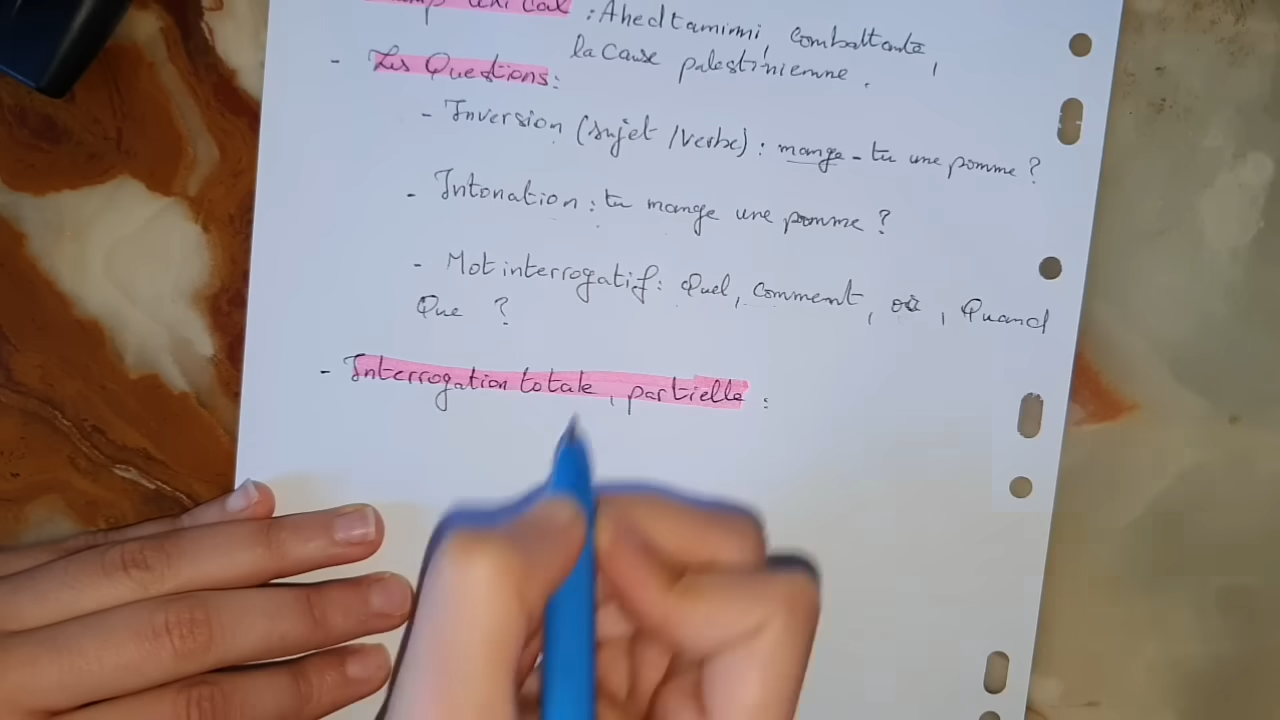 : Ahed tamimi, combattante,
la cause palestinienne.
- Les Questions:
- Inversion (sujet /verbe) : mange - tu une pomme ?
- Intonation : tu mange une pomme ?
- Mot interrogatif: Quel, comment, où, Quand
Que ?
- Interrogation totale, partielle :